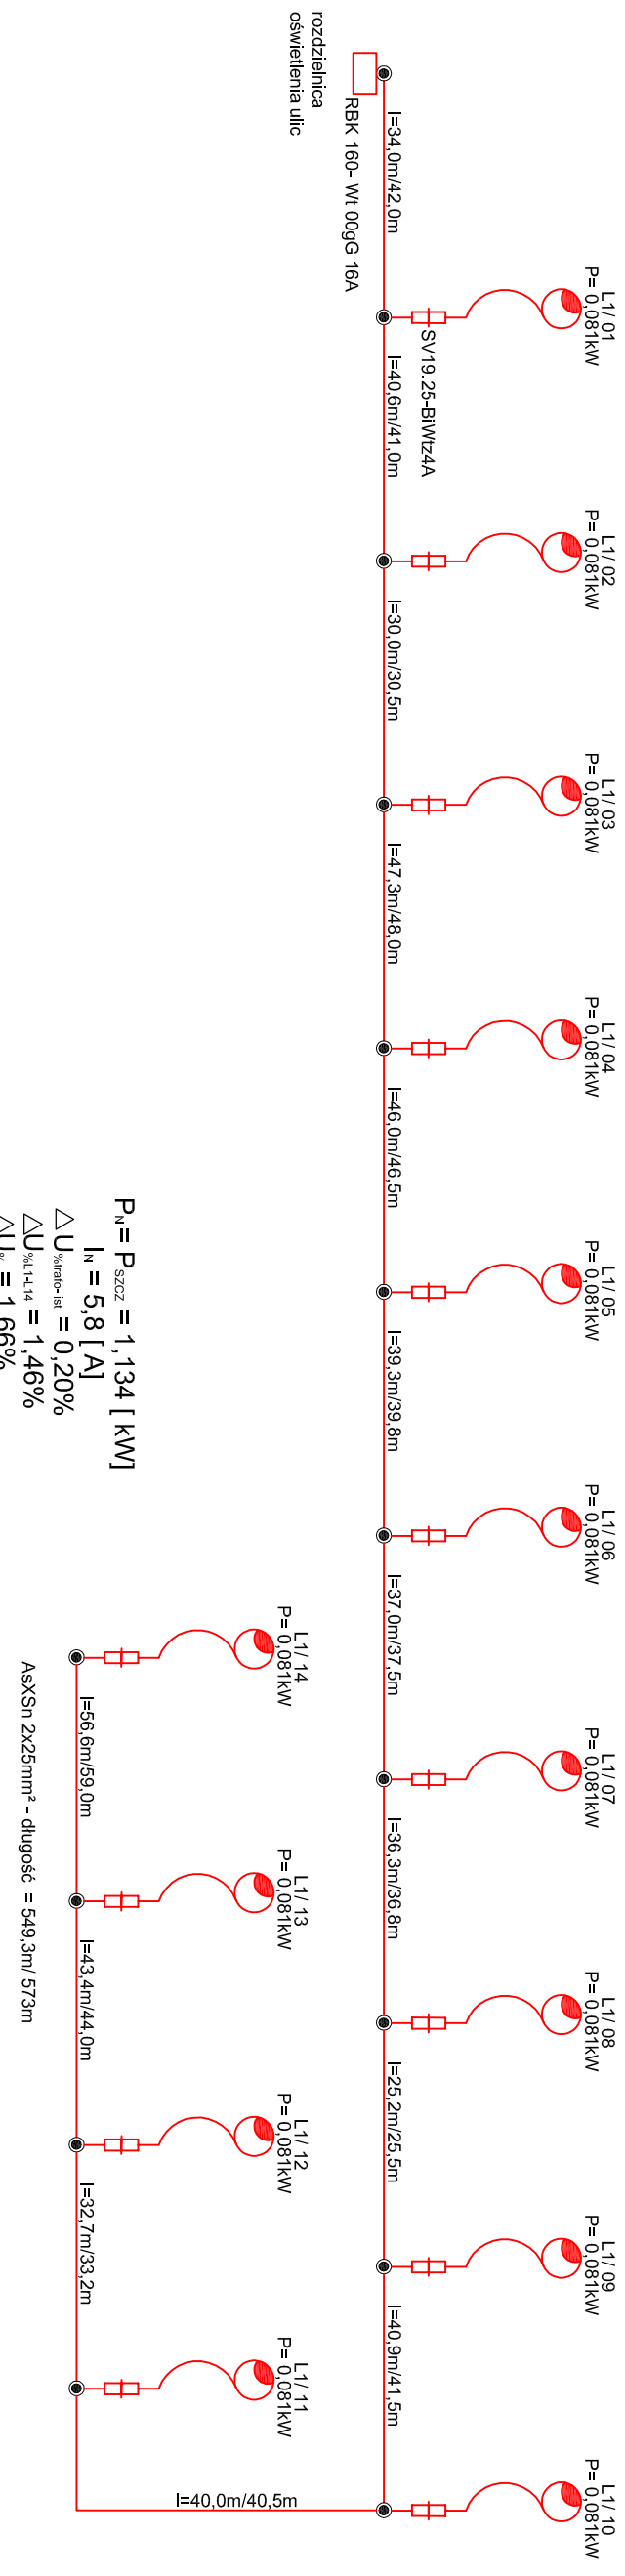 rozdzielnica
oświetlenia ulic
RBK 160- Wt 00gG 16A
l=34,0m/42,0m
L1/ 01
P= 0,081kW
SV19.25-BiWtz4A
l=40,6m/41,0m
L1/ 02
P= 0,081kW
l=30,0m/30,5m
L1/ 03
P= 0,081kW
l=47,3m/48,0m
L1/ 04
P= 0,081kW
l=46,0m/46,5m
L1/ 05
P= 0,081kW
l=39,3m/39,8m
L1/ 06
P= 0,081kW
l=37,0m/37,5m
L1/ 07
P= 0,081kW
l=36,3m/36,8m
L1/ 08
P= 0,081kW
l=25,2m/25,5m
L1/ 09
P= 0,081kW
l=40,9m/41,5m
L1/ 10
P= 0,081kW
l=40,0m/40,5m
L1/ 11
P= 0,081kW
l=32,7m/33,2m
L1/ 12
P= 0,081kW
l=43,4m/44,0m
L1/ 13
P= 0,081kW
l=56,6m/59,0m
L1/ 14
P= 0,081kW
PN= PSZCZ = 1,134 [ kW]
IN = 5,8 [ A]
△U%trafo- ist = 0,20%
△U%L1-L14 = 1,46%
△U% = 1,66%
AsXSn 2x25mm² - długość = 549,3m/ 573m